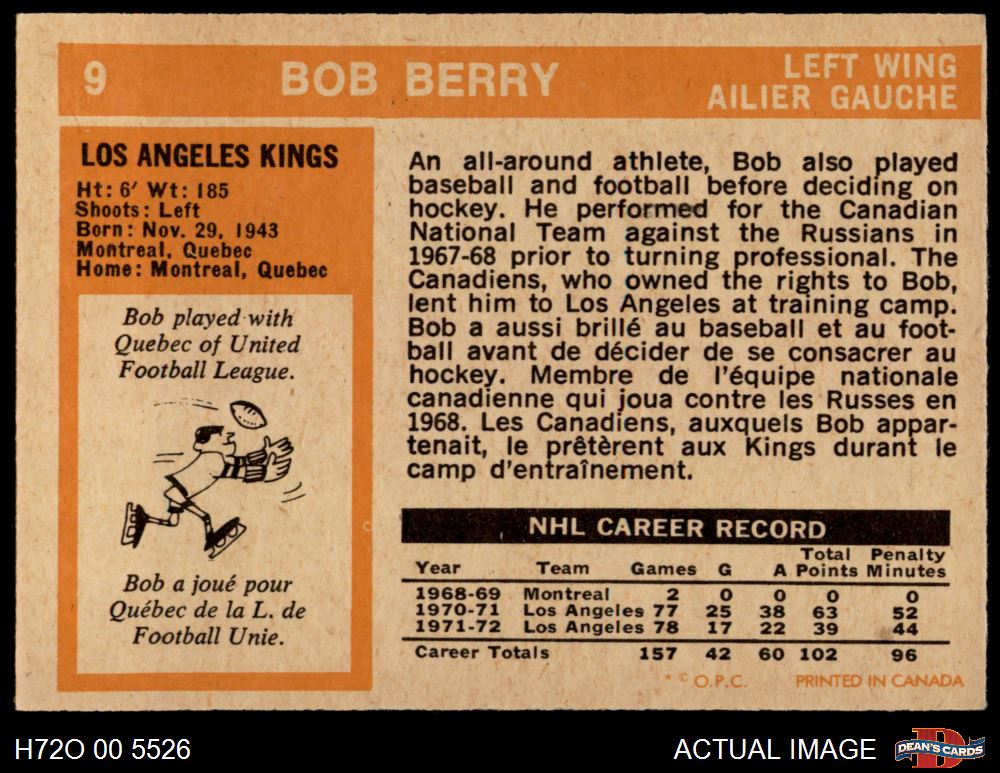 9 BOB BERRY LEFT WING
AILIER GAUCHE
LOS ANGELES KINGS
Ht: 6' Wt: 185
Shoots: Left
Born: Nov. 29, 1943
Montreal, Quebec
Home: Montreal, Quebec
Bob played with
Quebec of United
Football League.
Bob a joué pour
Québec de la L. de
Football Unie.
An all-around athlete, Bob also played
baseball and football before deciding on
hockey. He performed for the Canadian
National Team against the Russians in
1967-68 prior to turning professional. The
Canadiens, who owned the rights to Bob,
lent him to Los Angeles at training camp.
Bob a aussi brillé au baseball et au foot-
ball avant de décider de se consacrer au
hockey. Membre de l'équipe nationale
canadienne qui joua contre les Russes en
1968. Les Canadiens, auxquels Bob appar-
tenait, le prêtèrent aux Kings durant le
camp d'entraînement.
NHL CAREER RECORD
Year Team Games G A Total Points Penalty Minutes
1968-69 Montreal 2 0 0 0 0
1970-71 Los Angeles 77 25 38 63 52
1971-72 Los Angeles 78 17 22 39 44
Career Totals 157 42 60 102 96
* © O.P.C. PRINTED IN CANADA
H72O 00 5526 ACTUAL IMAGE D DEAN'S CARDS